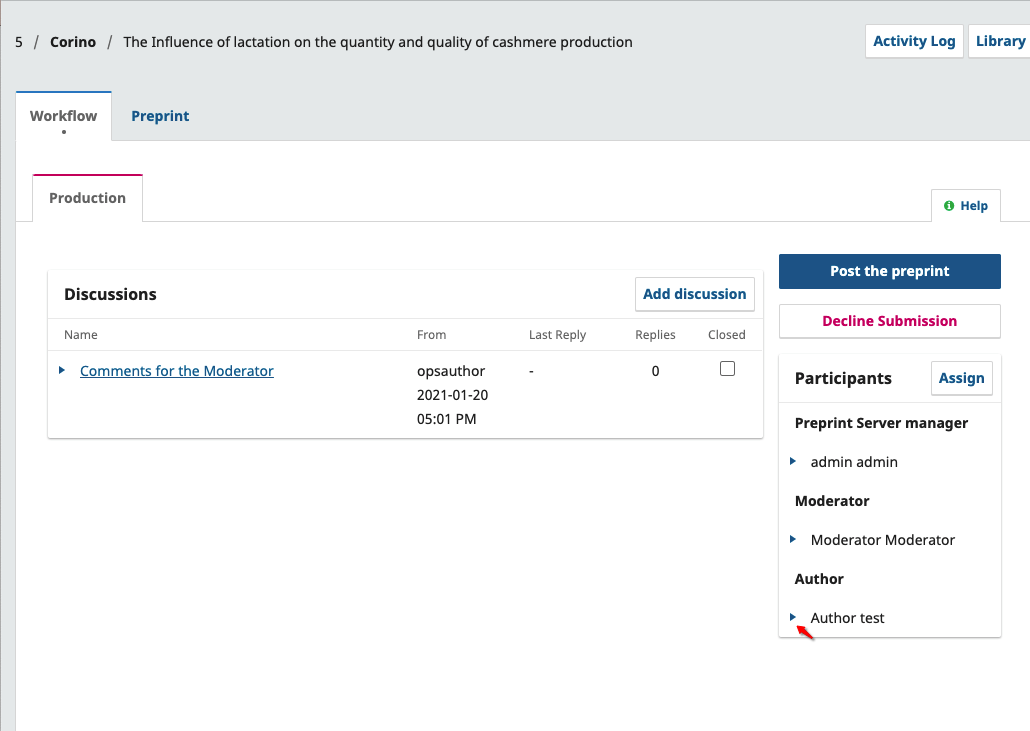 5 / Corino / The Influence of lactation on the quantity and quality of cashmere production
Activity Log
Library
Workflow
Preprint
Production
Help
Post the preprint
Decline Submission
Discussions
Add discussion
Name From Last Reply Replies Closed
Comments for the Moderator opsauthor - 0
2021-01-20
05:01 PM
Participants
Assign
Preprint Server manager
admin admin
Moderator
Moderator Moderator
Author
Author test